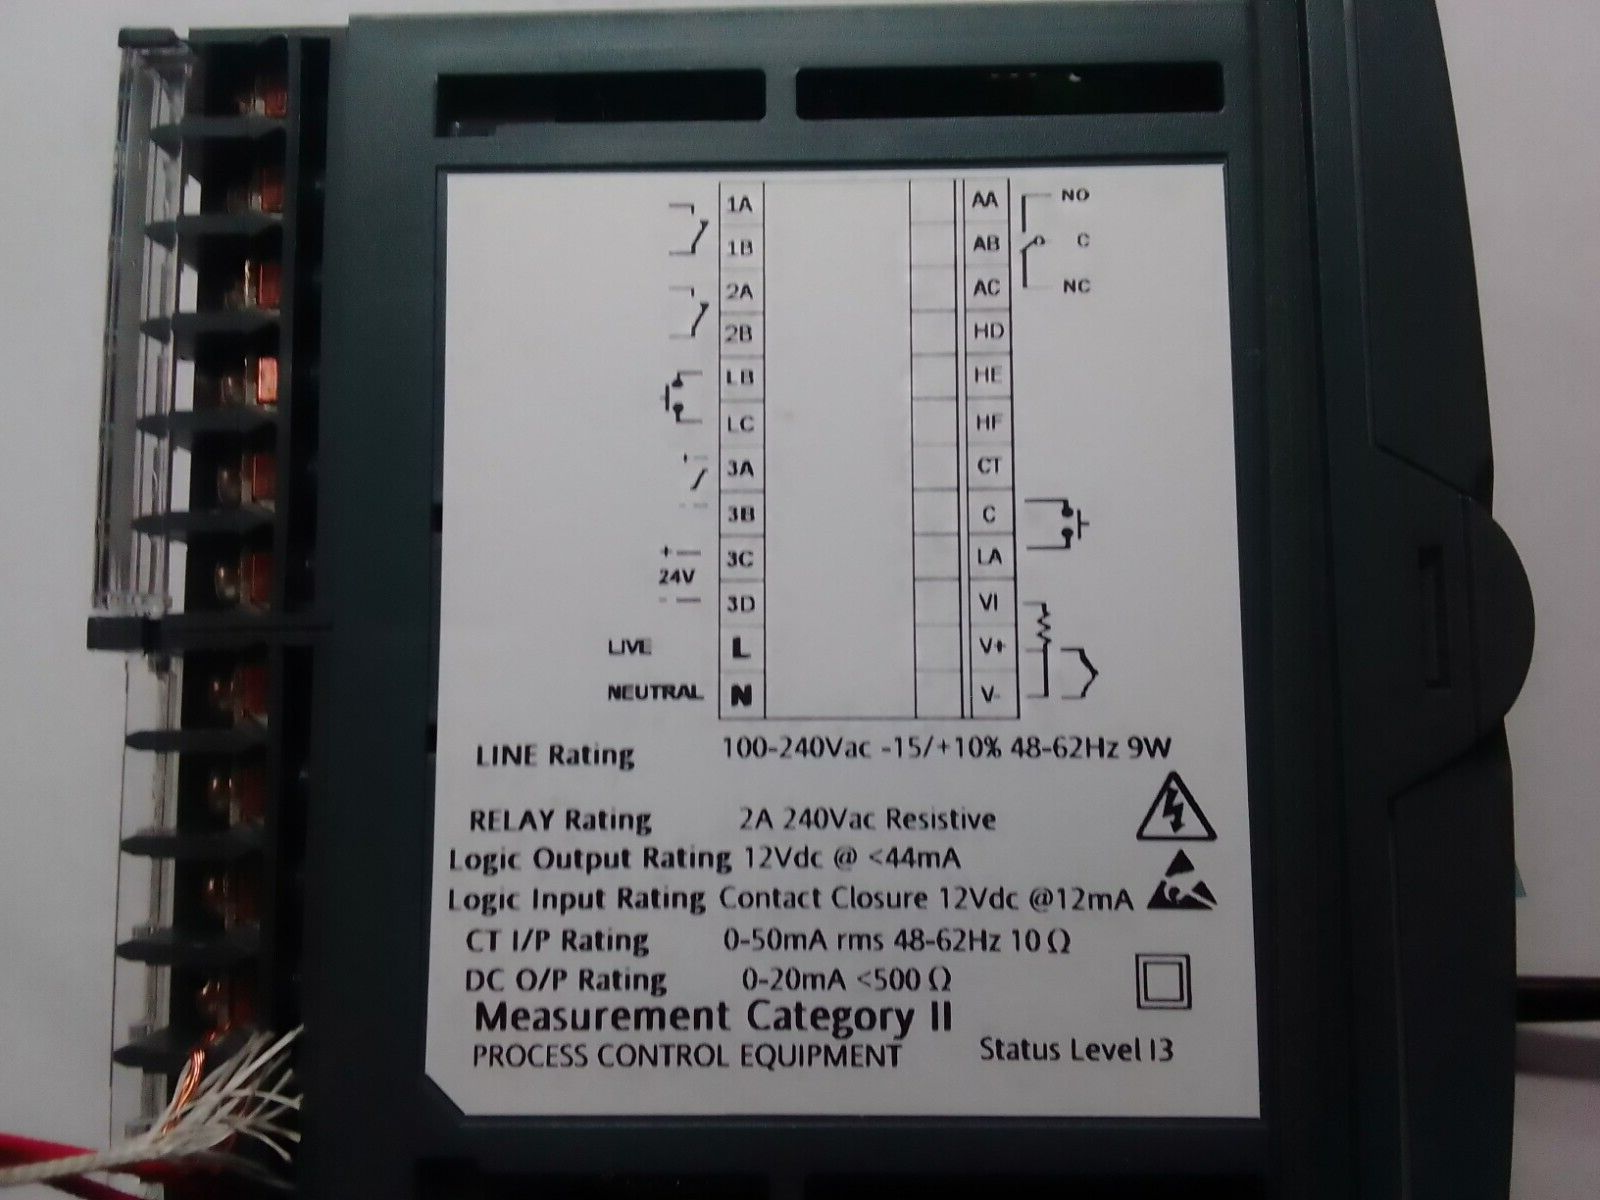 1A AA NO
1B AB C
2A AC NC
2B HD
LB HE
LC HF
+ 3A CT
3B C
+ 3C LA
24V
- 3D VI
LIVE L V+
NEUTRAL N V-
LINE Rating 100-240Vac -15/+10% 48-62Hz 9W
RELAY Rating 2A 240Vac Resistive
Logic Output Rating 12Vdc @ <44mA
Logic Input Rating Contact Closure 12Vdc @12mA
CT I/P Rating 0-50mA rms 48-62Hz 10 Ω
DC O/P Rating 0-20mA <500 Ω
Measurement Category II
PROCESS CONTROL EQUIPMENT Status Level I3